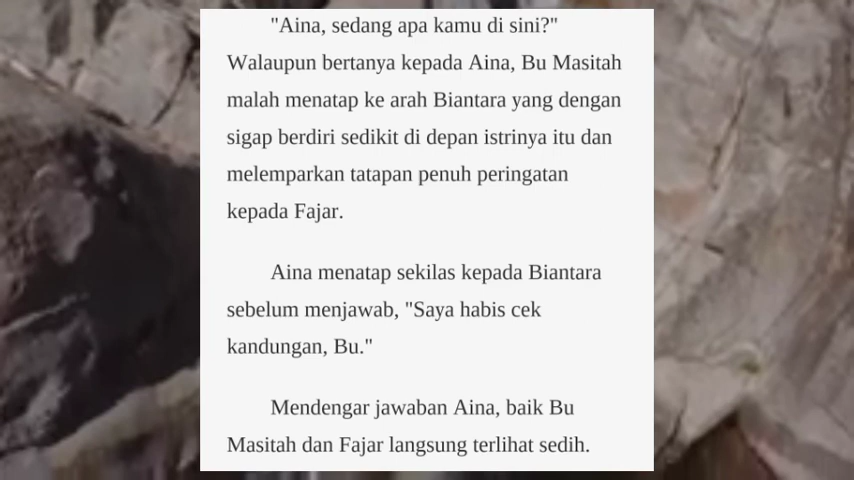 "Aina, sedang apa kamu di sini?"
Walaupun bertanya kepada Aina, Bu Masitah
malah menatap ke arah Biantara yang dengan
sigap berdiri sedikit di depan istrinya itu dan
melemparkan tatapan penuh peringatan
kepada Fajar.
Aina menatap sekilas kepada Biantara
sebelum menjawab, "Saya habis cek
kandungan, Bu."
Mendengar jawaban Aina, baik Bu
Masitah dan Fajar langsung terlihat sedih.